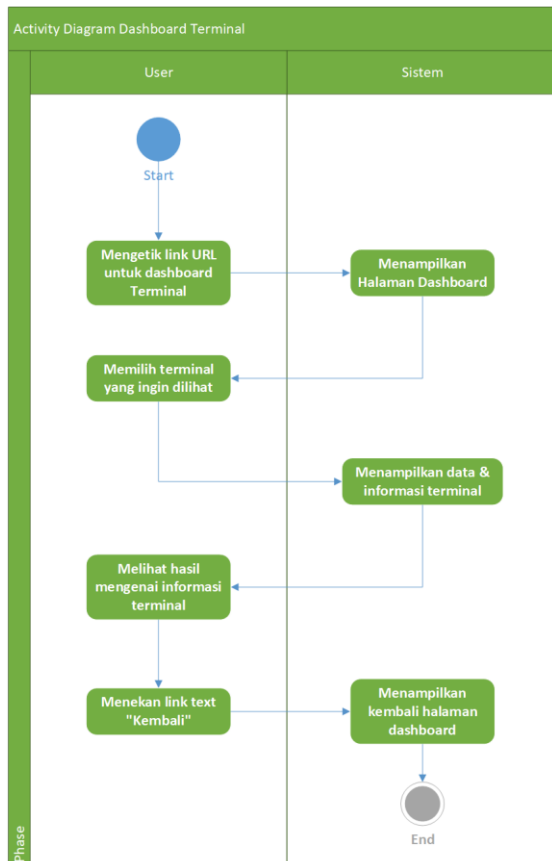 Activity Diagram Dashboard Terminal
User
Sistem
Start
Mengetik link URL
untuk dashboard
Terminal
Menampilkan
Halaman Dashboard
Memilih terminal
yang ingin dilihat
Menampilkan data &
informasi terminal
Melihat hasil
mengenai informasi
terminal
Menekan link text
"Kembali"
Menampilkan
kembali halaman
dashboard
End
Phase